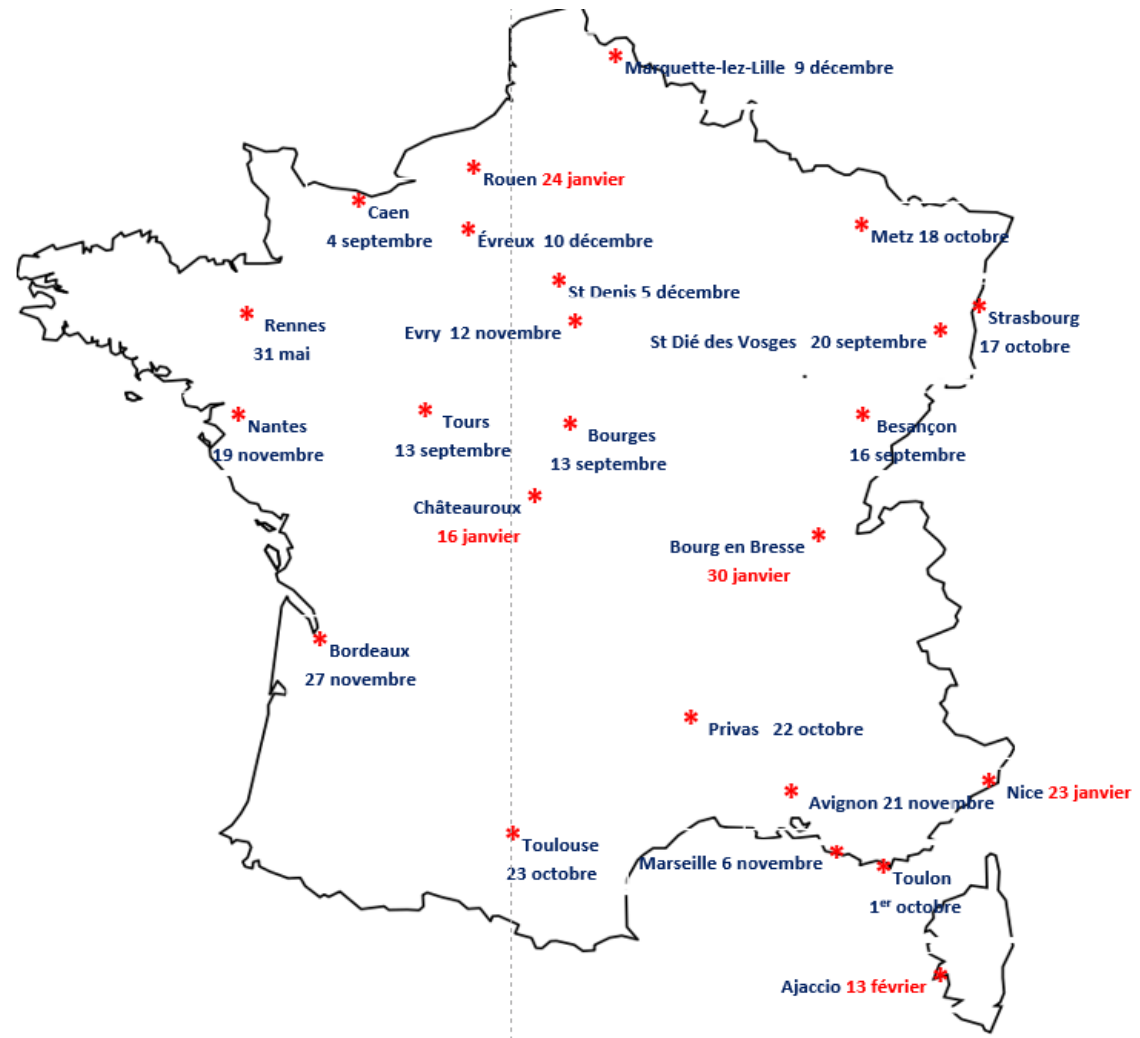 Marquette-lez-Lille 9 décembre
Rouen 24 janvier
Caen
4 septembre
Évreux 10 décembre
Metz 18 octobre
St Denis 5 décembre
Evry 12 novembre
Rennes
31 mai
Strasbourg
17 octobre
St Dié des Vosges 20 septembre
Nantes
19 novembre
Tours
13 septembre
Bourges
13 septembre
Besançon
16 septembre
Châteauroux
16 janvier
Bourg en Bresse
30 janvier
Bordeaux
27 novembre
Privas 22 octobre
Nice 23 janvier
Avignon 21 novembre
Toulouse
23 octobre
Marseille 6 novembre
Toulon
1er octobre
Ajaccio 13 février